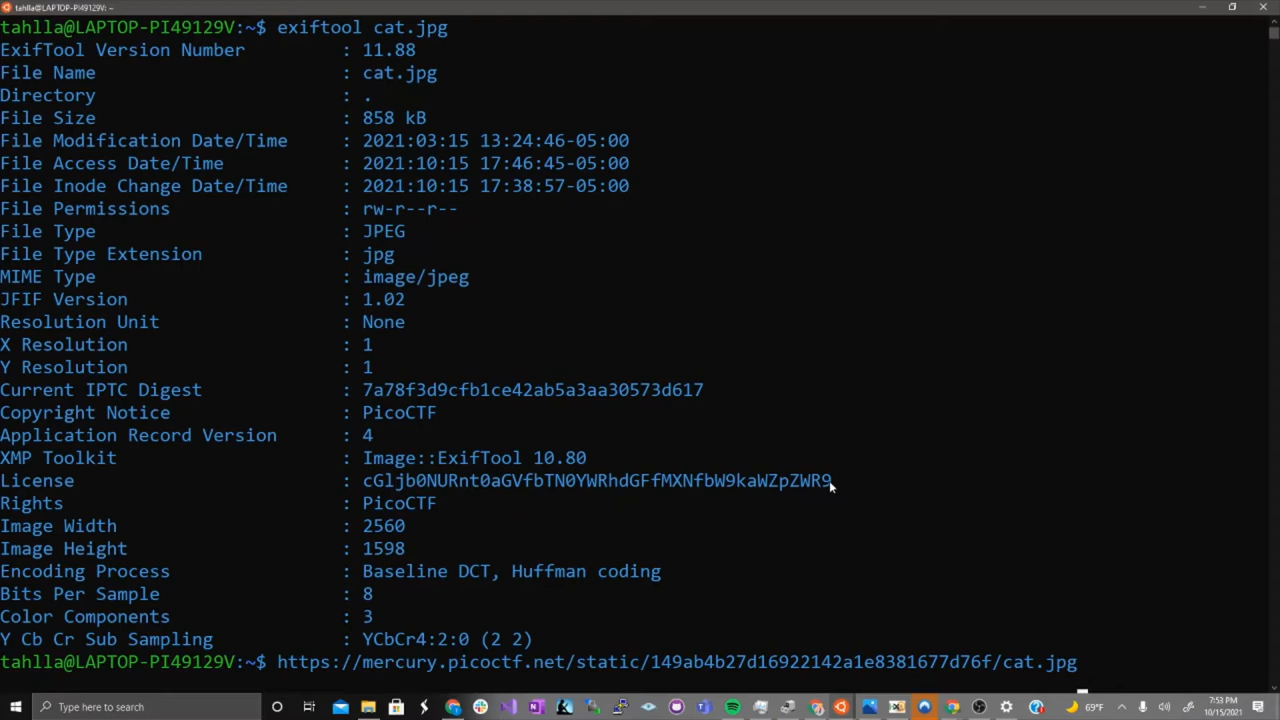 tahlla@LAPTOP-PI49129V: ~
tahlla@LAPTOP-PI49129V:~$ exiftool cat.jpg
ExifTool Version Number : 11.88
File Name : cat.jpg
Directory : .
File Size : 858 kB
File Modification Date/Time : 2021:03:15 13:24:46-05:00
File Access Date/Time : 2021:10:15 17:46:45-05:00
File Inode Change Date/Time : 2021:10:15 17:38:57-05:00
File Permissions : rw-r--r--
File Type : JPEG
File Type Extension : jpg
MIME Type : image/jpeg
JFIF Version : 1.02
Resolution Unit : None
X Resolution : 1
Y Resolution : 1
Current IPTC Digest : 7a78f3d9cfb1ce42ab5a3aa30573d617
Copyright Notice : PicoCTF
Application Record Version : 4
XMP Toolkit : Image::ExifTool 10.80
License : cGljb0NURnt0aGVfbTN0YWRhdGFfMXNfbW9kaWZpZWR9
Rights : PicoCTF
Image Width : 2560
Image Height : 1598
Encoding Process : Baseline DCT, Huffman coding
Bits Per Sample : 8
Color Components : 3
Y Cb Cr Sub Sampling : YCbCr4:2:0 (2 2)
tahlla@LAPTOP-PI49129V:~$ https://mercury.picoctf.net/static/149ab4b27d16922142a1e8381677d76f/cat.jpg
Type here to search
69°F
7:53 PM
10/15/2021